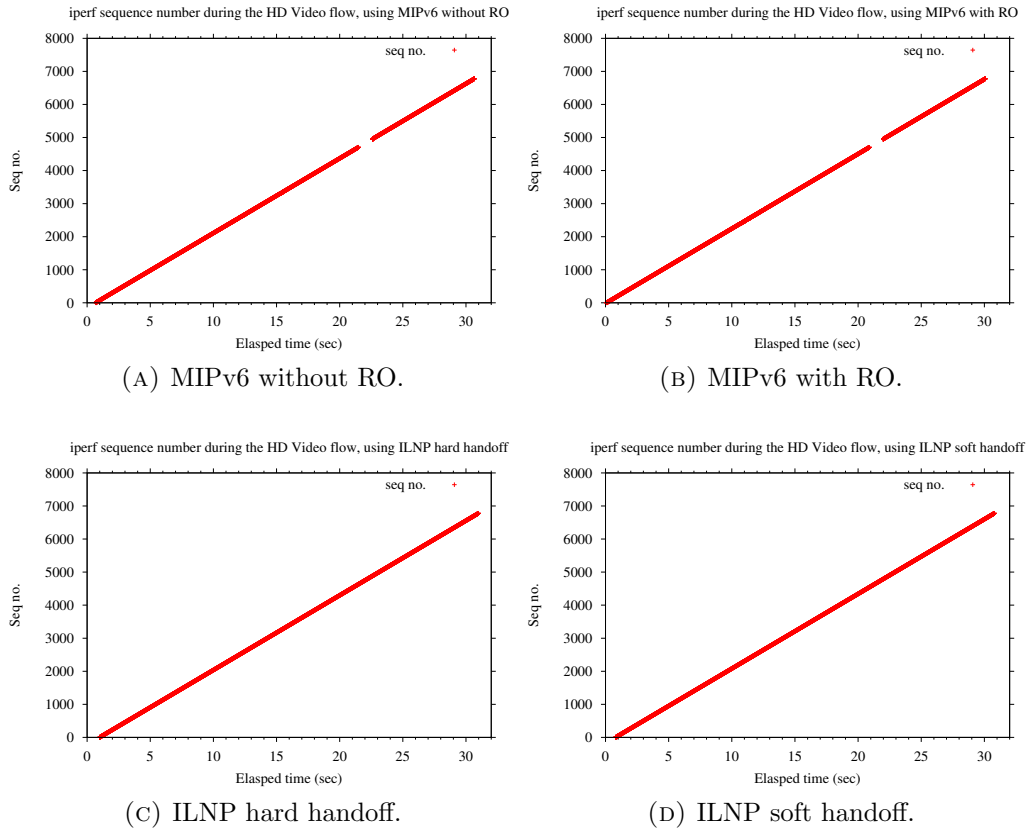 iperf sequence number during the HD Video flow, using MIPv6 without RO
8000
7000
6000
5000
4000
3000
2000
1000
0
Seq no.
seq no.
0 5 10 15 20 25 30
Elasped time (sec)
(A) MIPv6 without RO.
iperf sequence number during the HD Video flow, using MIPv6 with RO
8000
7000
6000
5000
4000
3000
2000
1000
0
Seq no.
seq no.
0 5 10 15 20 25 30
Elasped time (sec)
(B) MIPv6 with RO.
iperf sequence number during the HD Video flow, using ILNP hard handoff
8000
7000
6000
5000
4000
3000
2000
1000
0
Seq no.
seq no.
0 5 10 15 20 25 30
Elasped time (sec)
(C) ILNP hard handoff.
iperf sequence number during the HD Video flow, using ILNP soft handoff
8000
7000
6000
5000
4000
3000
2000
1000
0
Seq no.
seq no.
0 5 10 15 20 25 30
Elasped time (sec)
(D) ILNP soft handoff.